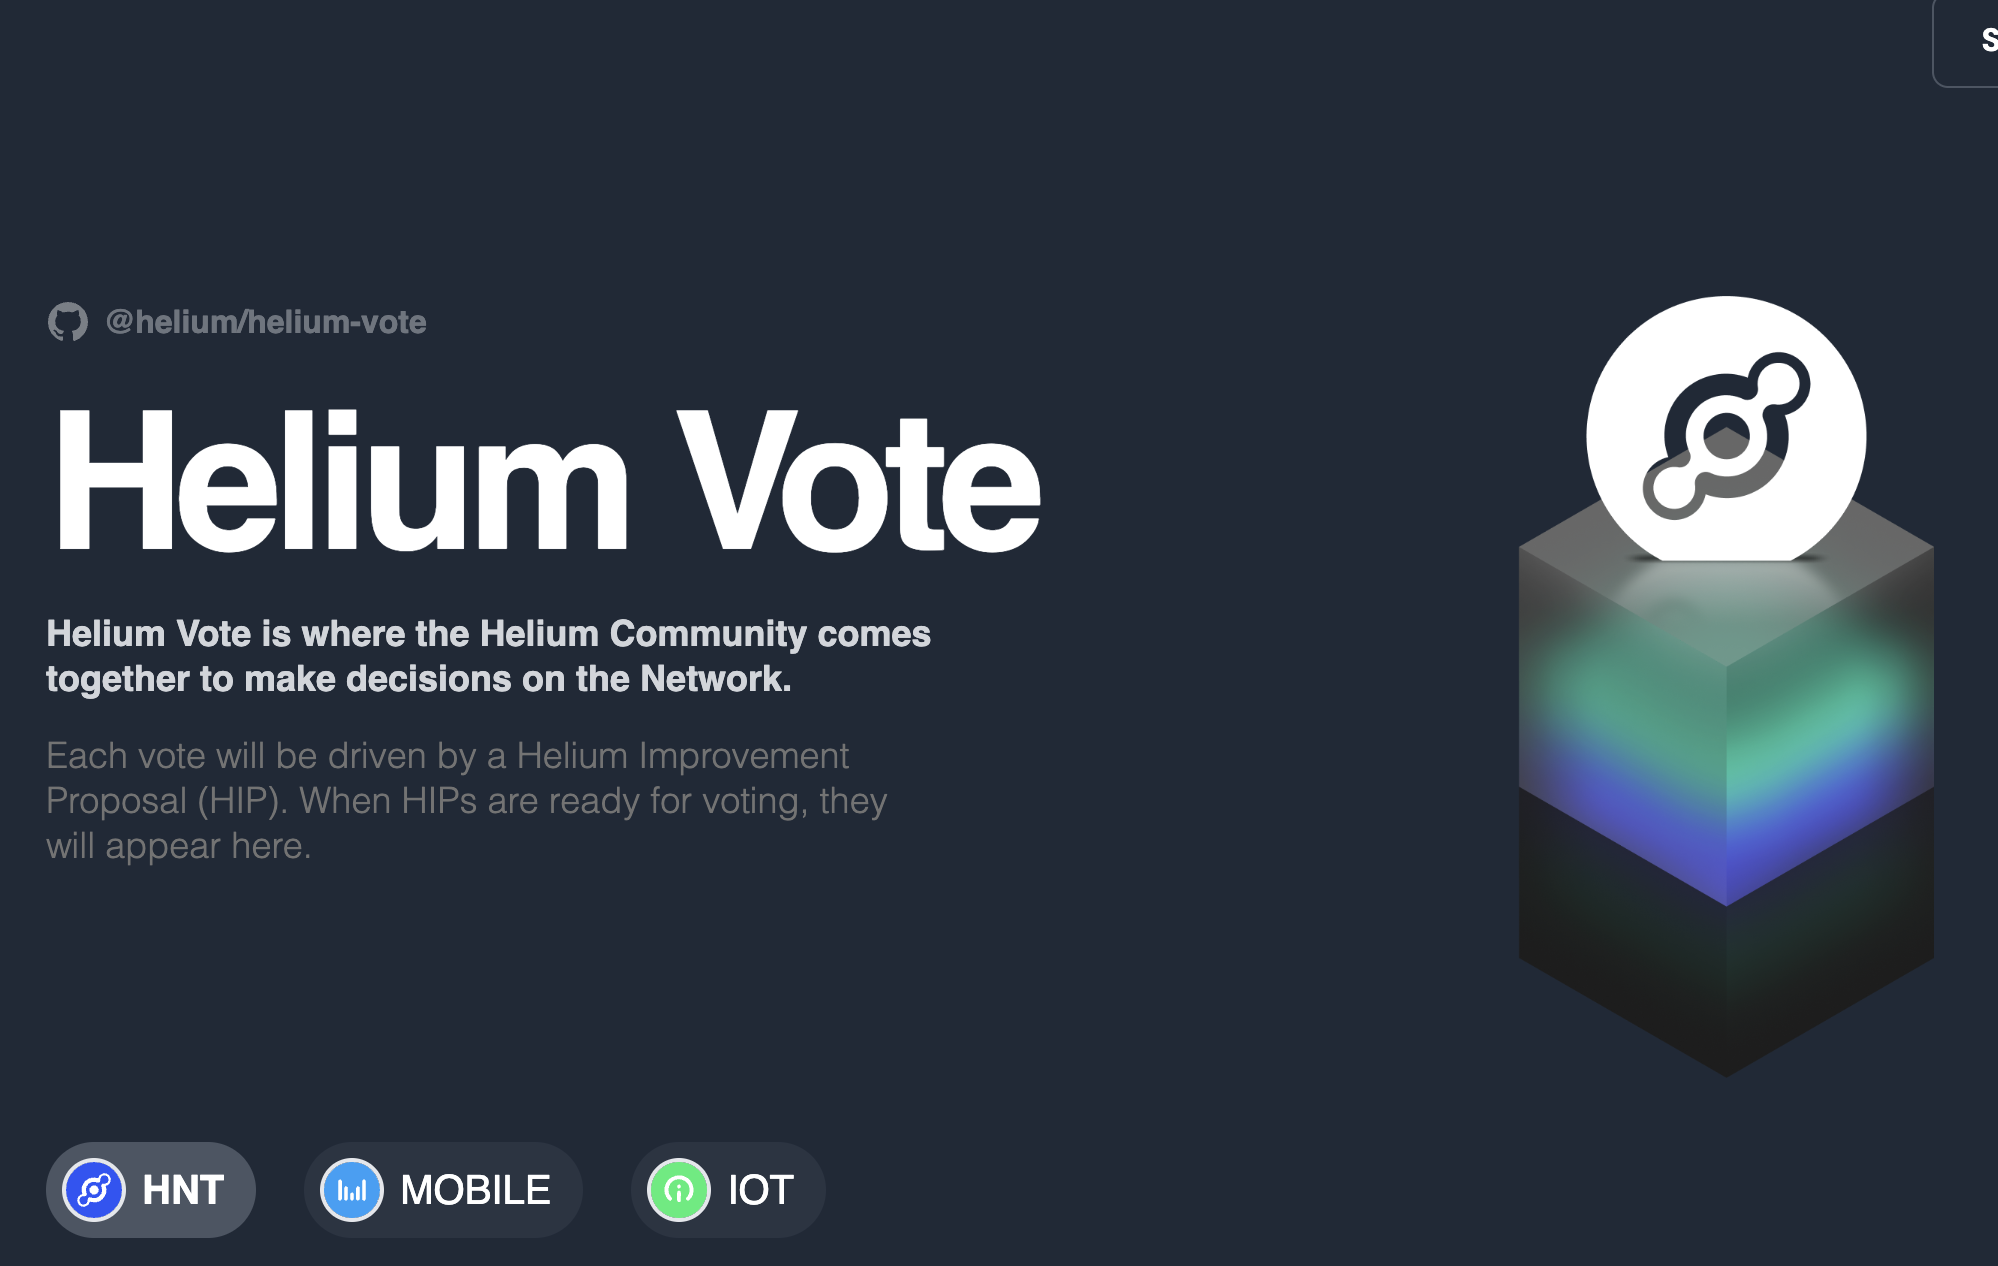 @helium/helium-vote
Helium Vote
Helium Vote is where the Helium Community comes
together to make decisions on the Network.
Each vote will be driven by a Helium Improvement
Proposal (HIP). When HIPs are ready for voting, they
will appear here.
HNT
MOBILE
IOT